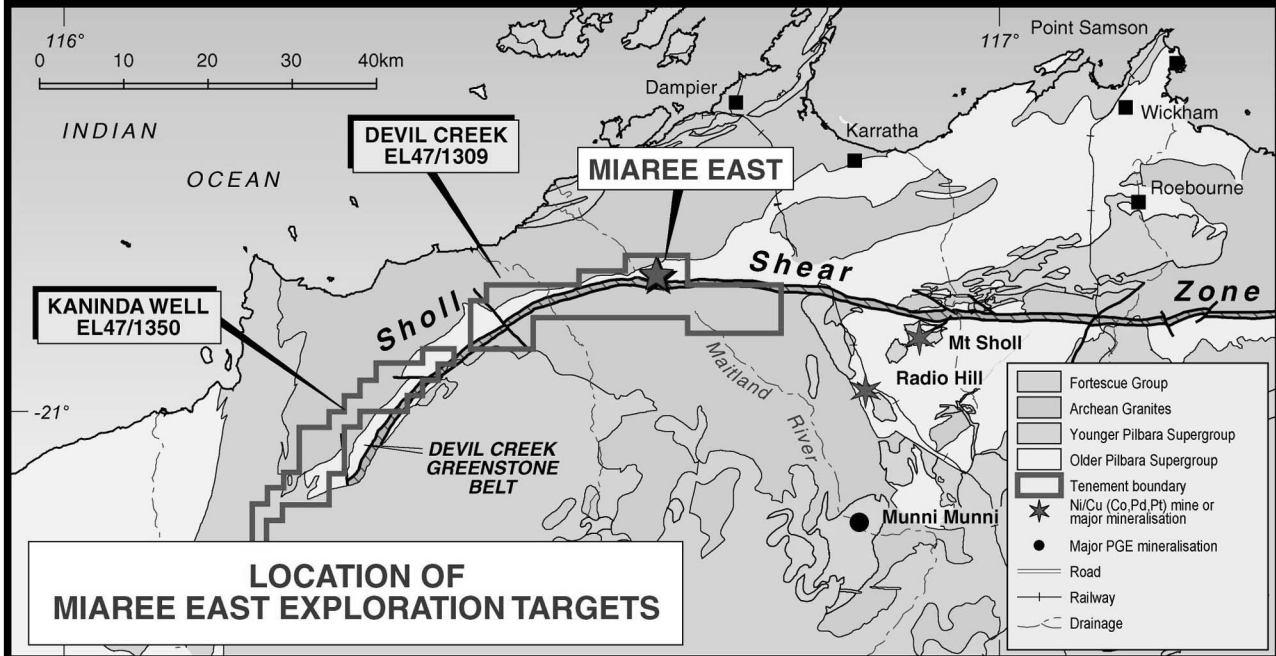 116°
117°
Point Samson
0 10 20 30 40km
Dampier
Wickham
INDIAN
OCEAN
DEVIL CREEK
EL47/1309
Karratha
MIAREE EAST
Roebourne
KANINDA WELL
EL47/1350
Sholl
Shear
Zone
Mt Sholl
Radio Hill
Maitland
River
-21°
DEVIL CREEK
GREENSTONE
BELT
Munni Munni
LOCATION OF
MIAREE EAST EXPLORATION TARGETS
Fortescue Group
Archean Granites
Younger Pilbara Supergroup
Older Pilbara Supergroup
Tenement boundary
Ni/Cu (Co,Pd,Pt) mine or
major mineralisation
Major PGE mineralisation
Road
Railway
Drainage